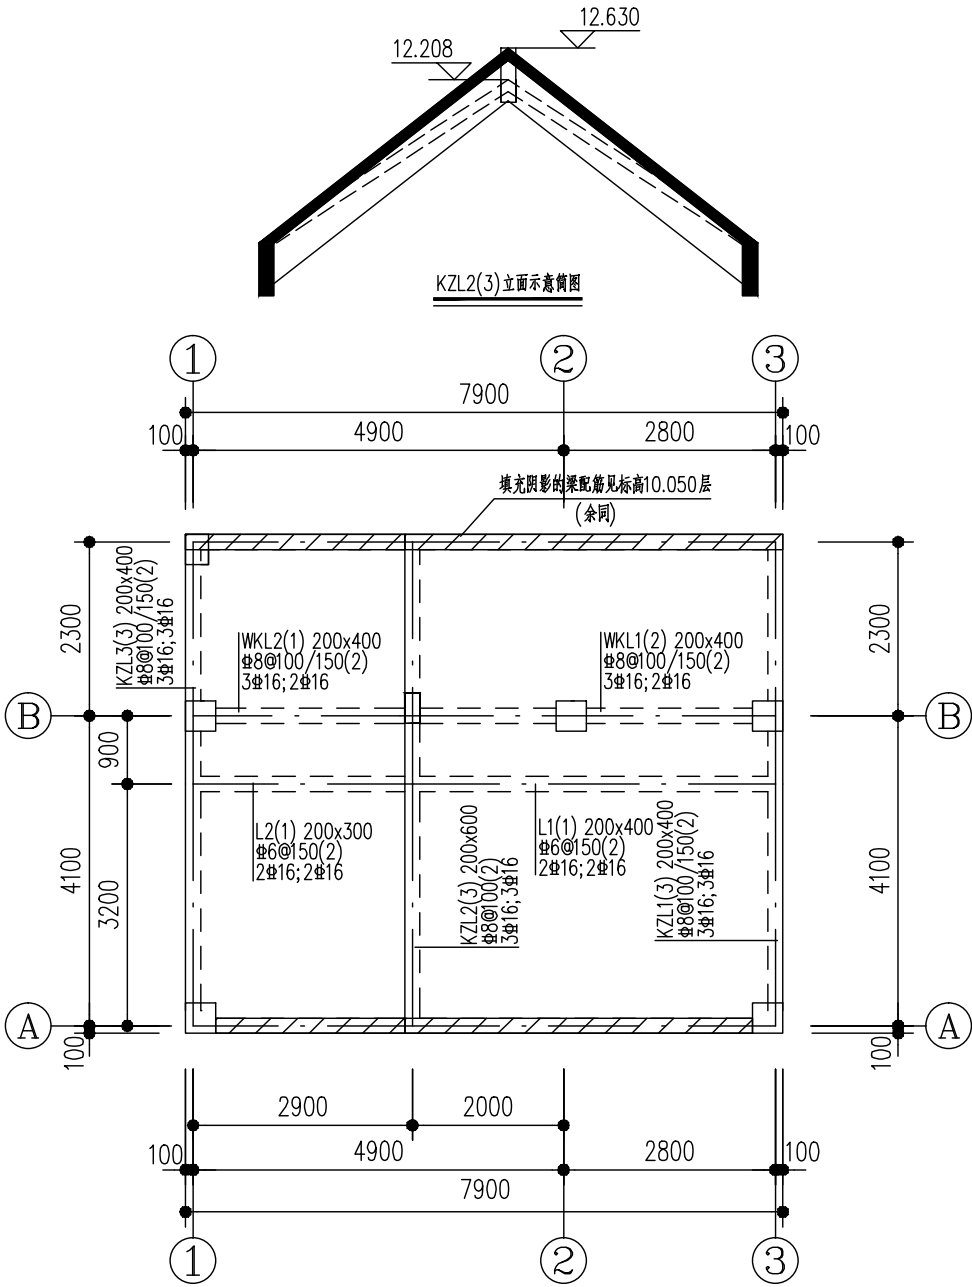 12.630
12.208
KZL2(3)立面示意简图
1 2 3
7900
100 4900 2800 100
填充阴影的梁配筋见标高10.050层
(余同)
KZL3(3) 200x400
Φ8@100/150(2)
3Φ16;3Φ16
2300
2300
WKL2(1) 200x400
Φ8@100/150(2)
3Φ16;2Φ16
WKL1(2) 200x400
Φ8@100/150(2)
3Φ16;2Φ16
B
B
900
4100
3200
4100
L2(1) 200x300
Φ6@150(2)
2Φ16;2Φ16
KZL2(3) 200x600
Φ8@100(2)
3Φ16;3Φ16
L1(1) 200x400
Φ6@150(2)
2Φ16;2Φ16
KZL1(3) 200x400
Φ8@100/150(2)
3Φ16;3Φ16
A
A
100
100
2900 2000
100 4900 2800 100
7900
1 2 3